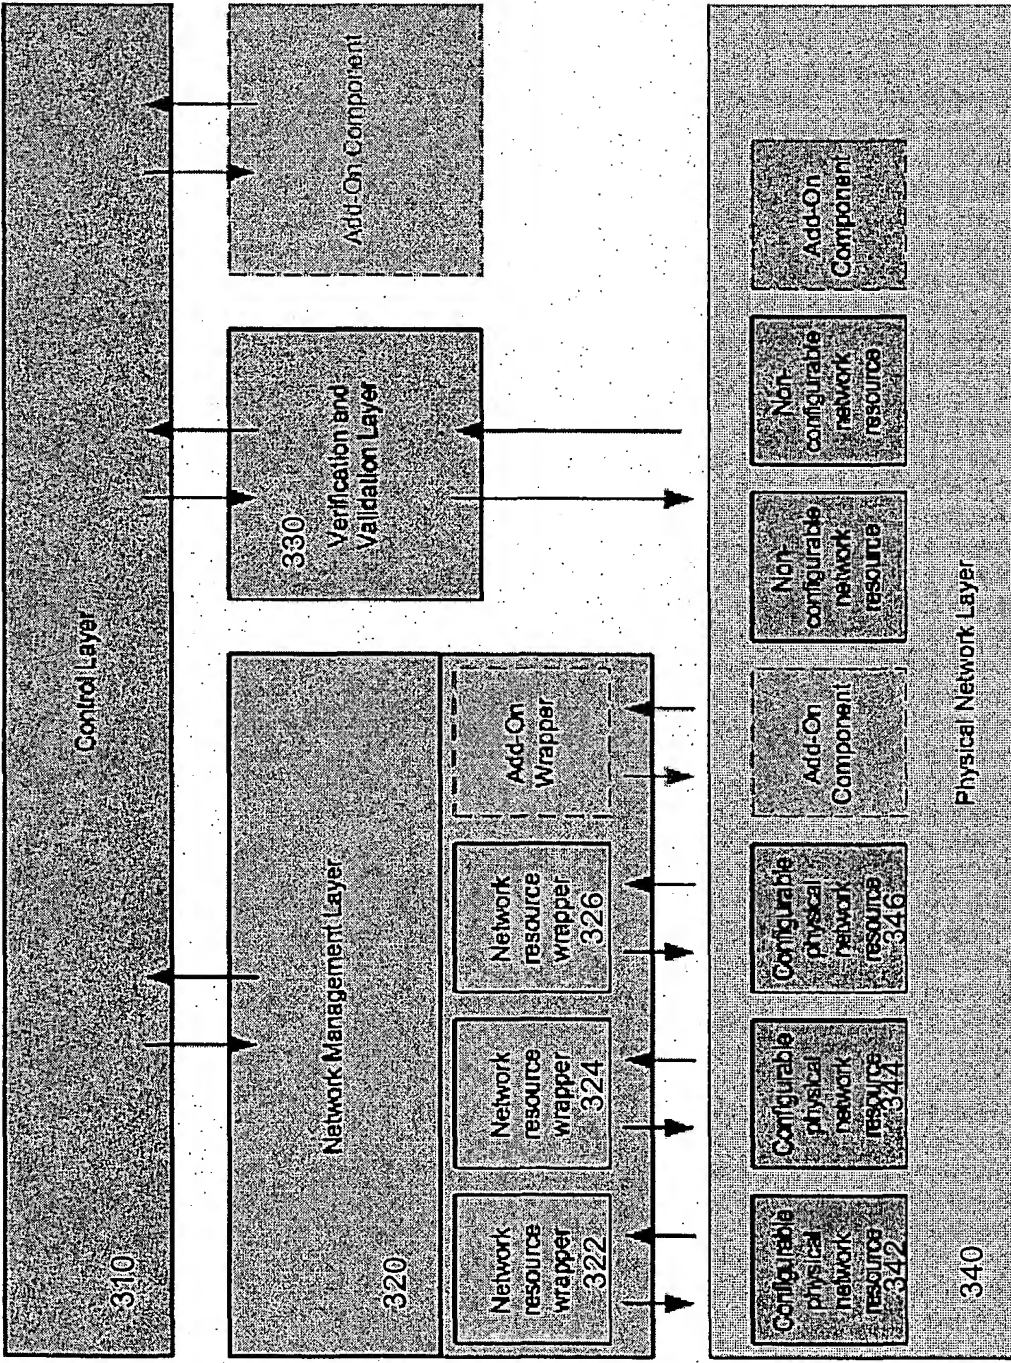 Control Layer
310
Network Management Layer
320
Network
resource
wrapper
322
Network
resource
wrapper
324
Network
resource
wrapper
326
Add-On
Wrapper
330
Verification and
Validation Layer
Add-On Component
Configurable
physical
network
resource
342
Configurable
physical
network
resource
344
Configurable
physical
network
resource
346
Add-On
Component
Non-
configurable
network
resource
Non-
configurable
network
resource
Add-On
Component
Physical Network Layer
340